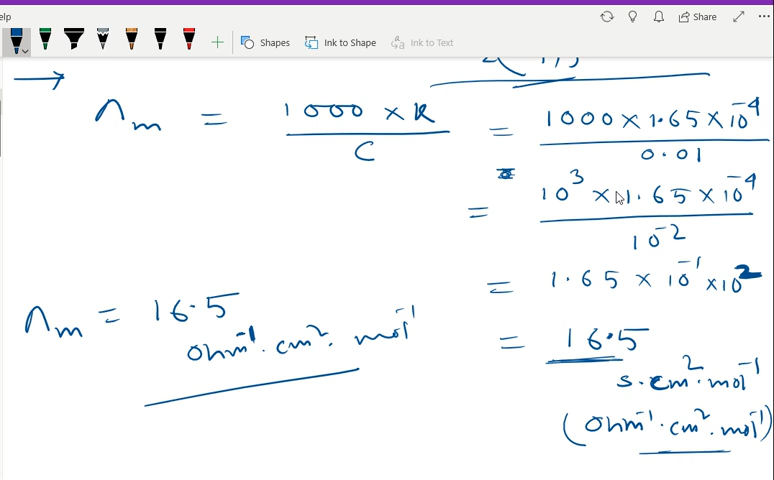 elp
Share
Shapes
Ink to Shape
Ink to Text
Λm = 1000 × K / C = 1000 × 1.65 × 10⁻⁴ / 0.01
= 10³ × 1.65 × 10⁻⁴ / 10⁻²
= 1.65 × 10⁻¹ × 10²
= 16.5
S.cm².mol⁻¹
(ohm⁻¹.cm².mol⁻¹)
Λm = 16.5
ohm⁻¹.cm².mol⁻¹